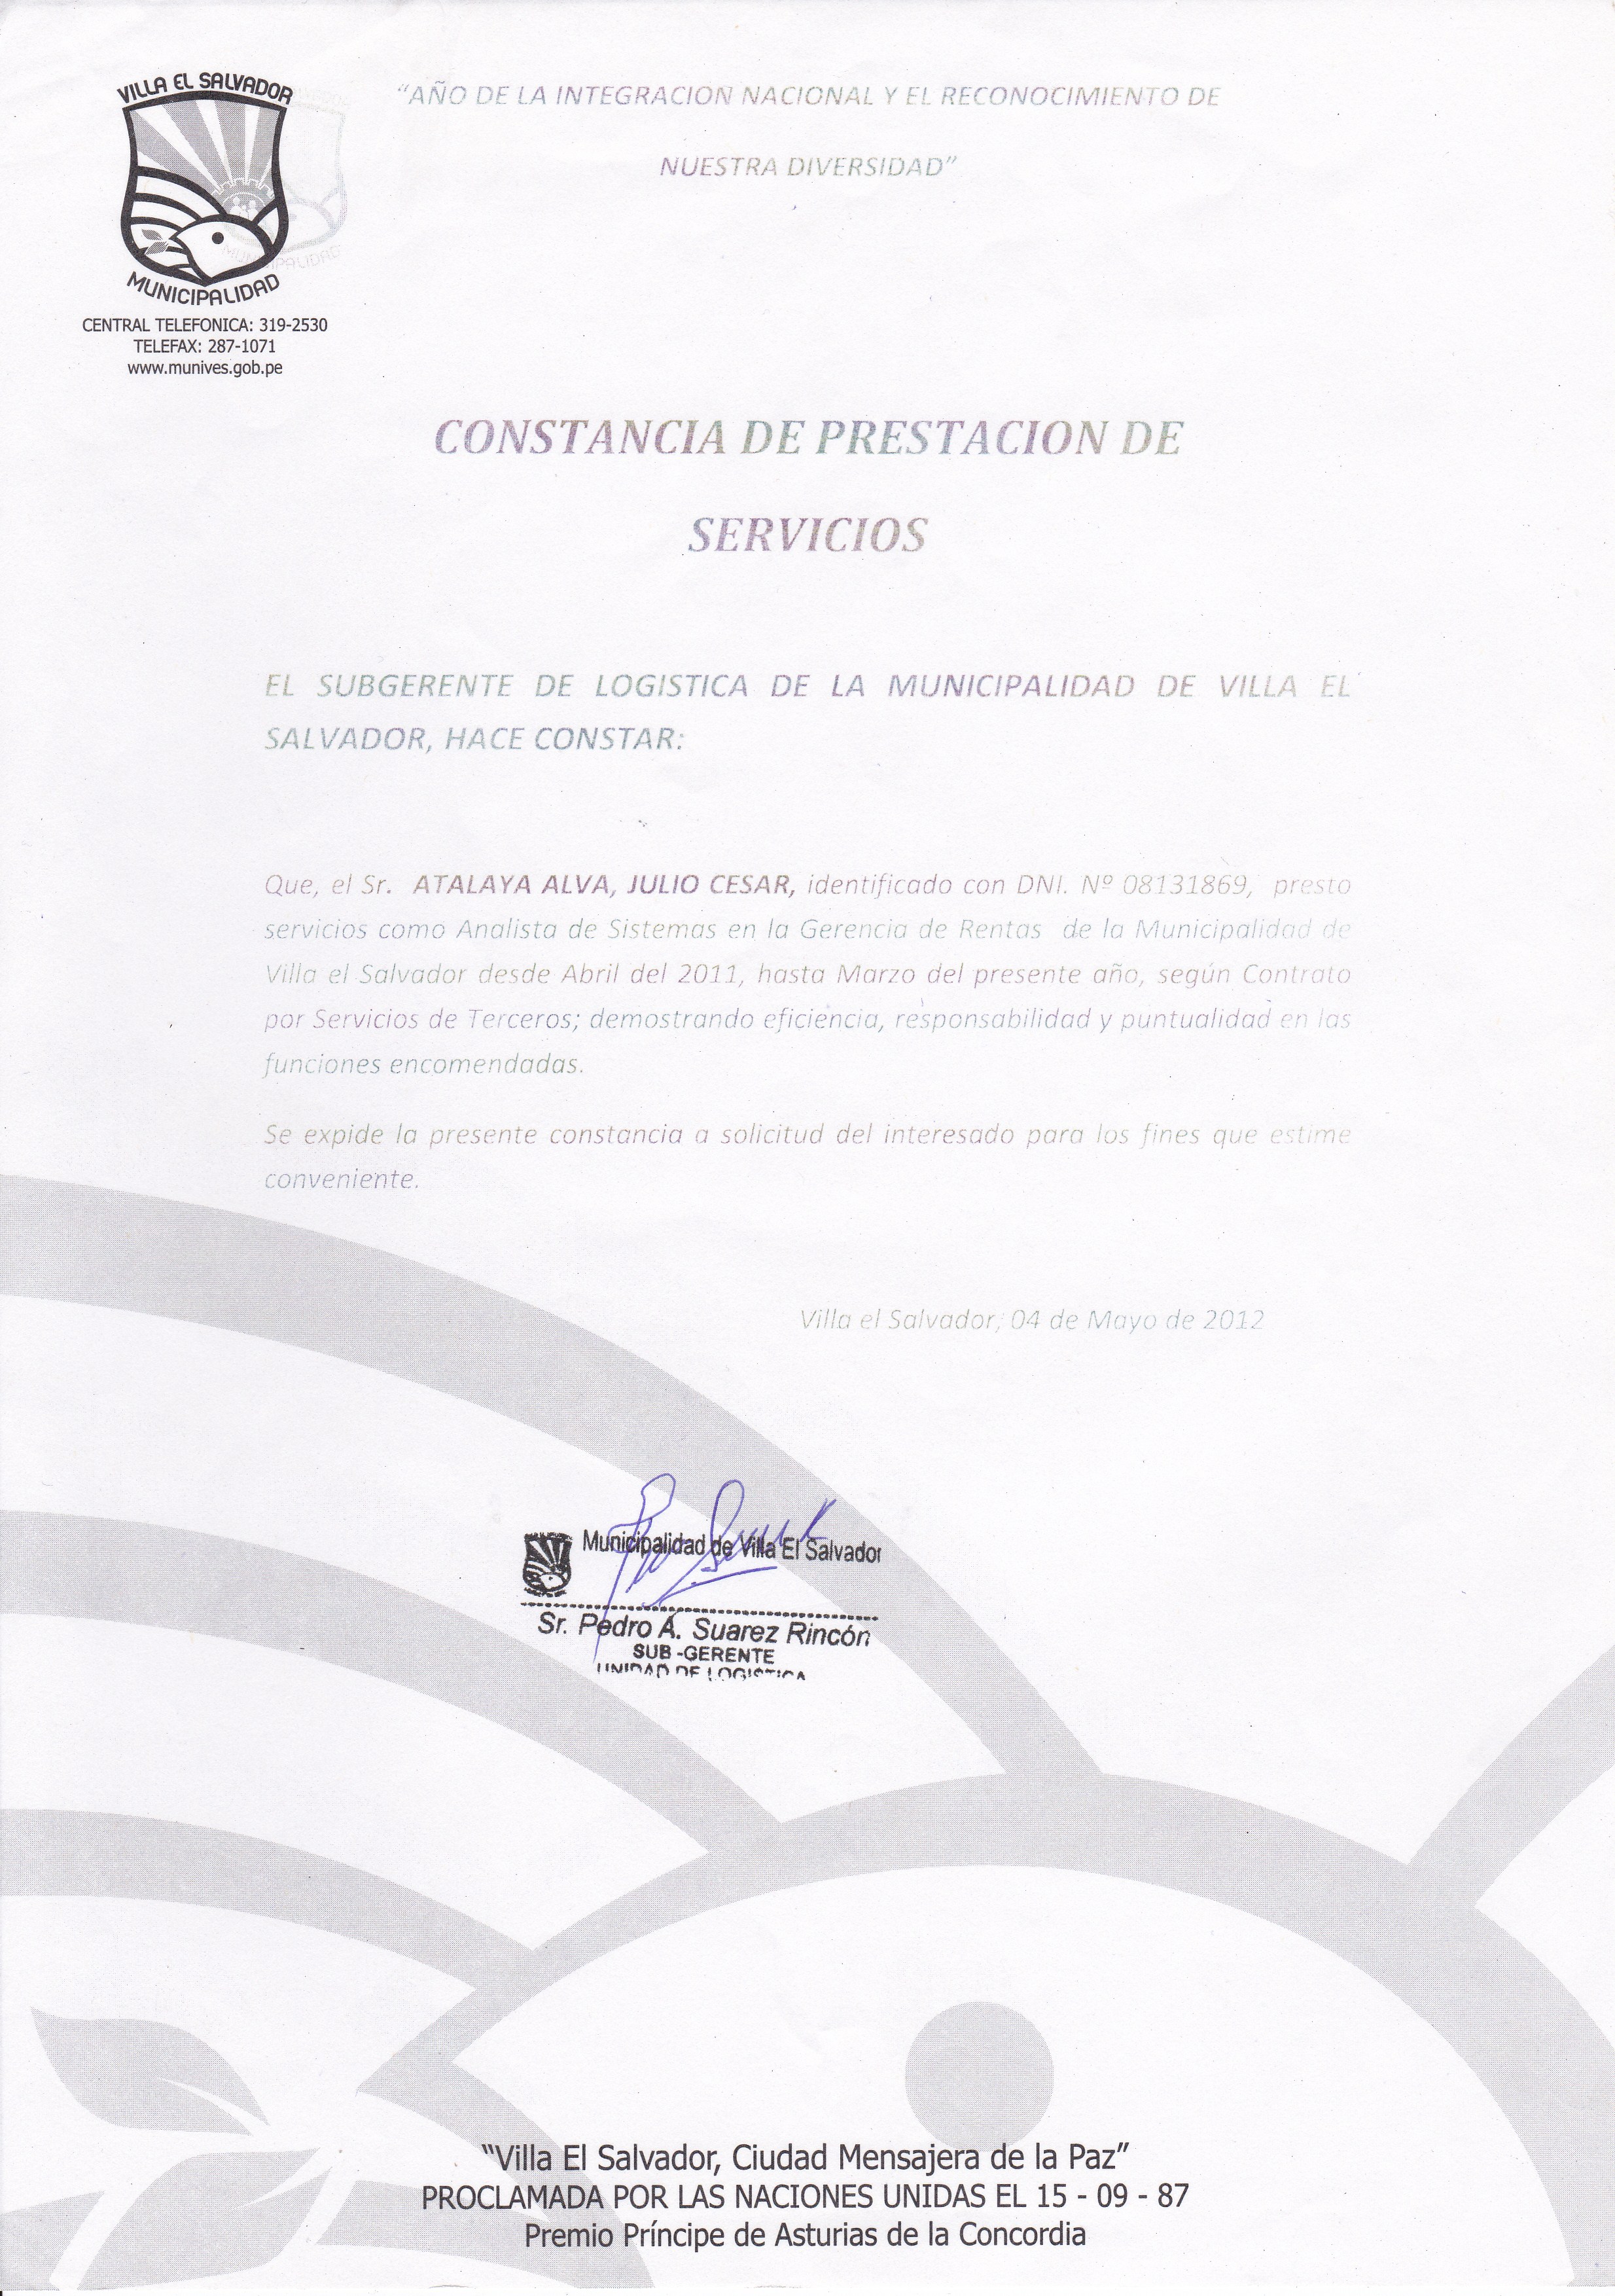 VILLA EL SALVADOR
MUNICIPALIDAD
CENTRAL TELEFONICA: 319-2530
TELEFAX: 287-1071
www.munives.gob.pe
“AÑO DE LA INTEGRACION NACIONAL Y EL RECONOCIMIENTO DE
NUESTRA DIVERSIDAD”
CONSTANCIA DE PRESTACION DE
SERVICIOS
EL SUBGERENTE DE LOGISTICA DE LA MUNICIPALIDAD DE VILLA EL
SALVADOR, HACE CONSTAR:
Que, el Sr. ATALAYA ALVA, JULIO CESAR, identificado con DNI. Nº 08131869, presto
servicios como Analista de Sistemas en la Gerencia de Rentas de la Municipalidad de
Villa el Salvador desde Abril del 2011, hasta Marzo del presente año, según Contrato
por Servicios de Terceros; demostrando eficiencia, responsabilidad y puntualidad en las
funciones encomendadas.
Se expide la presente constancia a solicitud del interesado para los fines que estime
conveniente.
Villa el Salvador, 04 de Mayo de 2012
Municipalidad de Villa El Salvador
Sr. Pedro A. Suarez Rincón
SUB -GERENTE
UNIDAD DE LOGISTICA
“Villa El Salvador, Ciudad Mensajera de la Paz”
PROCLAMADA POR LAS NACIONES UNIDAS EL 15 - 09 - 87
Premio Príncipe de Asturias de la Concordia